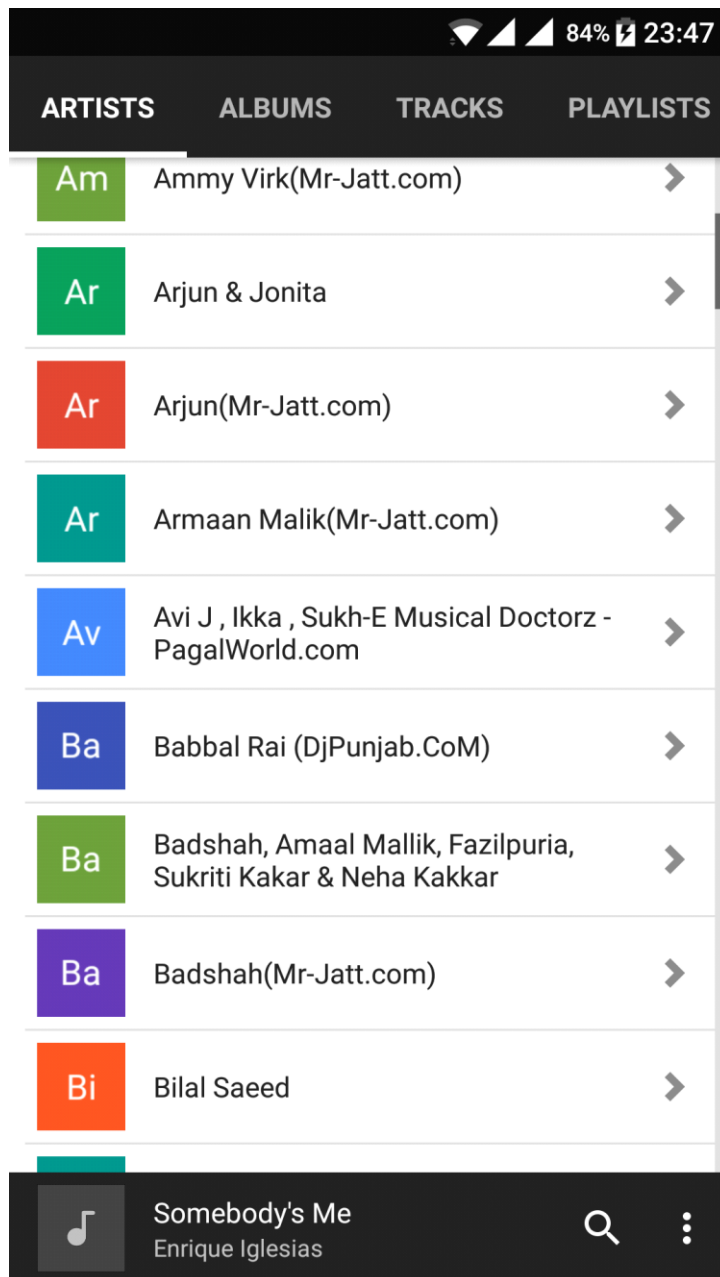 84% 23:47
ARTISTS ALBUMS TRACKS PLAYLISTS
Am Ammy Virk(Mr-Jatt.com)
Ar Arjun & Jonita
Ar Arjun(Mr-Jatt.com)
Ar Armaan Malik(Mr-Jatt.com)
Av Avi J , Ikka , Sukh-E Musical Doctorz -
PagalWorld.com
Ba Babbal Rai (DjPunjab.CoM)
Ba Badshah, Amaal Mallik, Fazilpuria,
Sukriti Kakar & Neha Kakkar
Ba Badshah(Mr-Jatt.com)
Bi Bilal Saeed
Somebody's Me
Enrique Iglesias